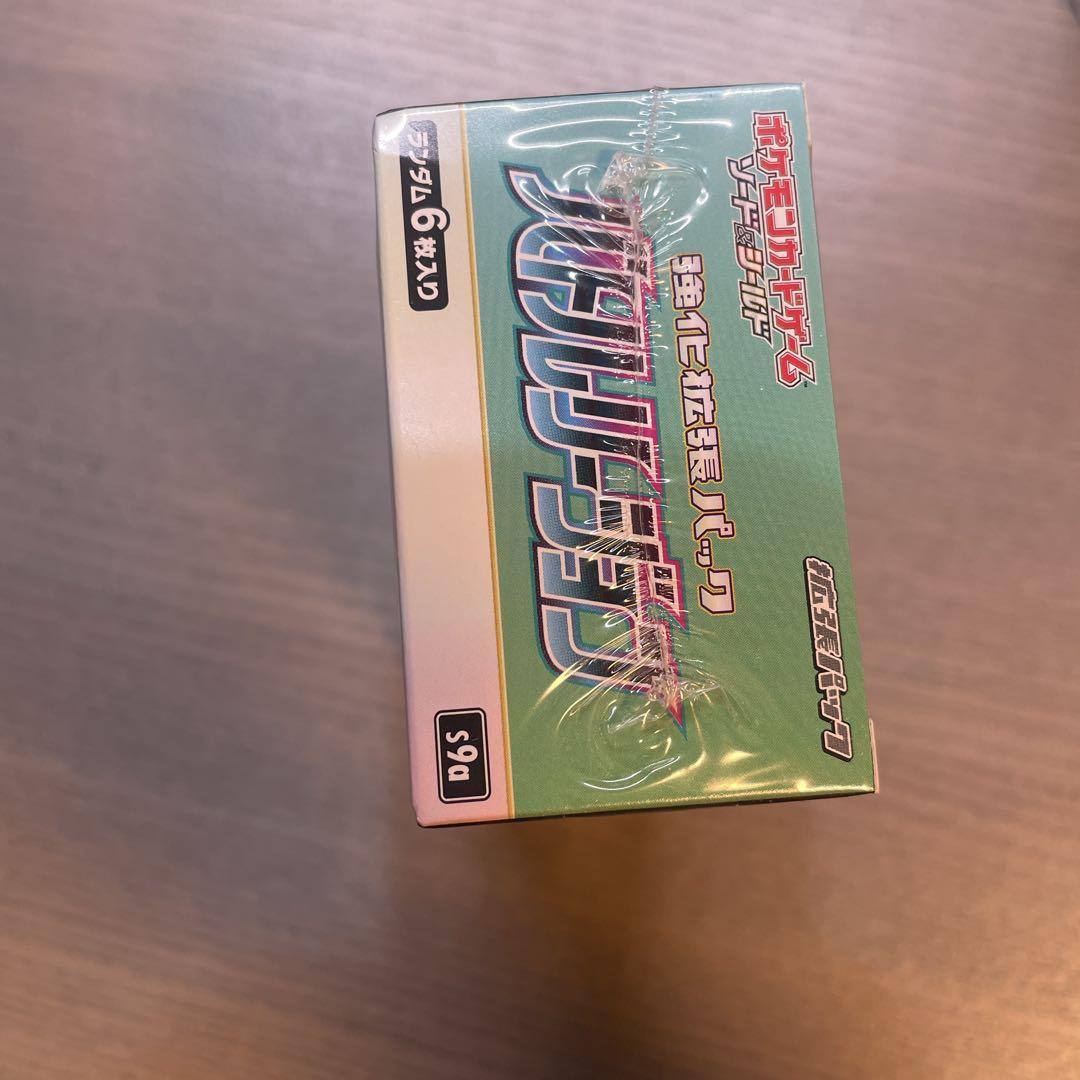 ポケモンカードゲーム
ソード&シールド
拡張パック
強化拡張パック
バトルリージョン
ランダム6枚入り
s9a